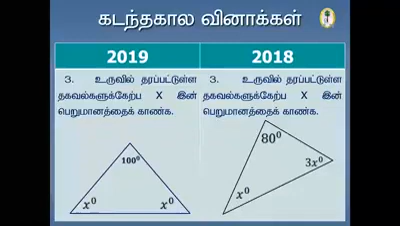 கடந்தகால வினாக்கள்
2019
3. உருவில் தரப்பட்டுள்ள
தகவல்களுக்கேற்ப X இன்
பெறுமானத்தைக் காண்க.
100⁰
x⁰ x⁰
2018
3. உருவில் தரப்பட்டுள்ள
தகவல்களுக்கேற்ப X இன்
பெறுமானத்தைக் காண்க.
80⁰
3x⁰
x⁰